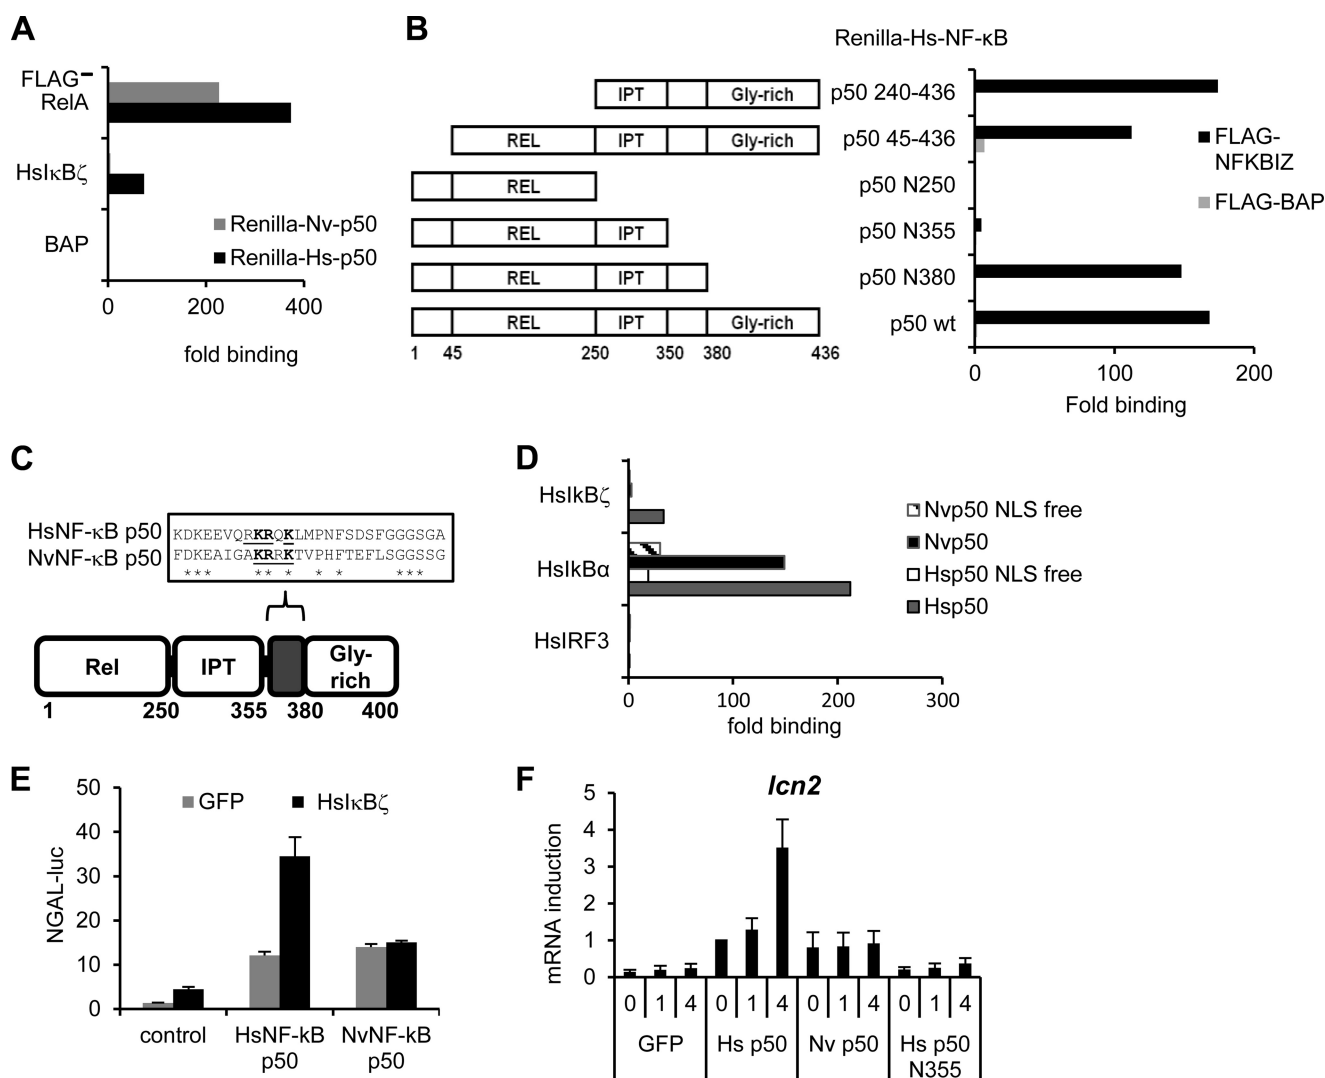 A
FLAG–
RelA
HsIκBζ
BAP
Renilla-Nv-p50
Renilla-Hs-p50
0 200 400
fold binding
B
Renilla-Hs-NF-κB
IPT Gly-rich p50 240-436
REL IPT Gly-rich p50 45-436
REL p50 N250
REL IPT p50 N355
REL IPT p50 N380
REL IPT Gly-rich p50 wt
1 45 250 350 380 436
FLAG-
NFKBIZ
FLAG-BAP
0 100 200
Fold binding
C
HsNF-κB p50 KDKEEVQRKRQKLMPNFSDSFGGGSGA
NvNF-κB p50 FDKEAIGAKRRKTVPHFTEFLSGGSSG
*** ** * * * ***
Rel IPT Gly-
rich
1 250 355 380 400
D
HsIkBζ
HsIkBα
HsIRF3
Nvp50 NLS free
Nvp50
Hsp50 NLS free
Hsp50
0 100 200 300
fold binding
E
GFP HsIκBζ
NGAL-luc
50
40
30
20
10
0
control HsNF-kB NvNF-kB
p50 p50
F
lcn2
mRNA induction
5
4
3
2
1
0
0 1 4 0 1 4 0 1 4 0 1 4
GFP Hs p50 Nv p50 Hs p50
N355